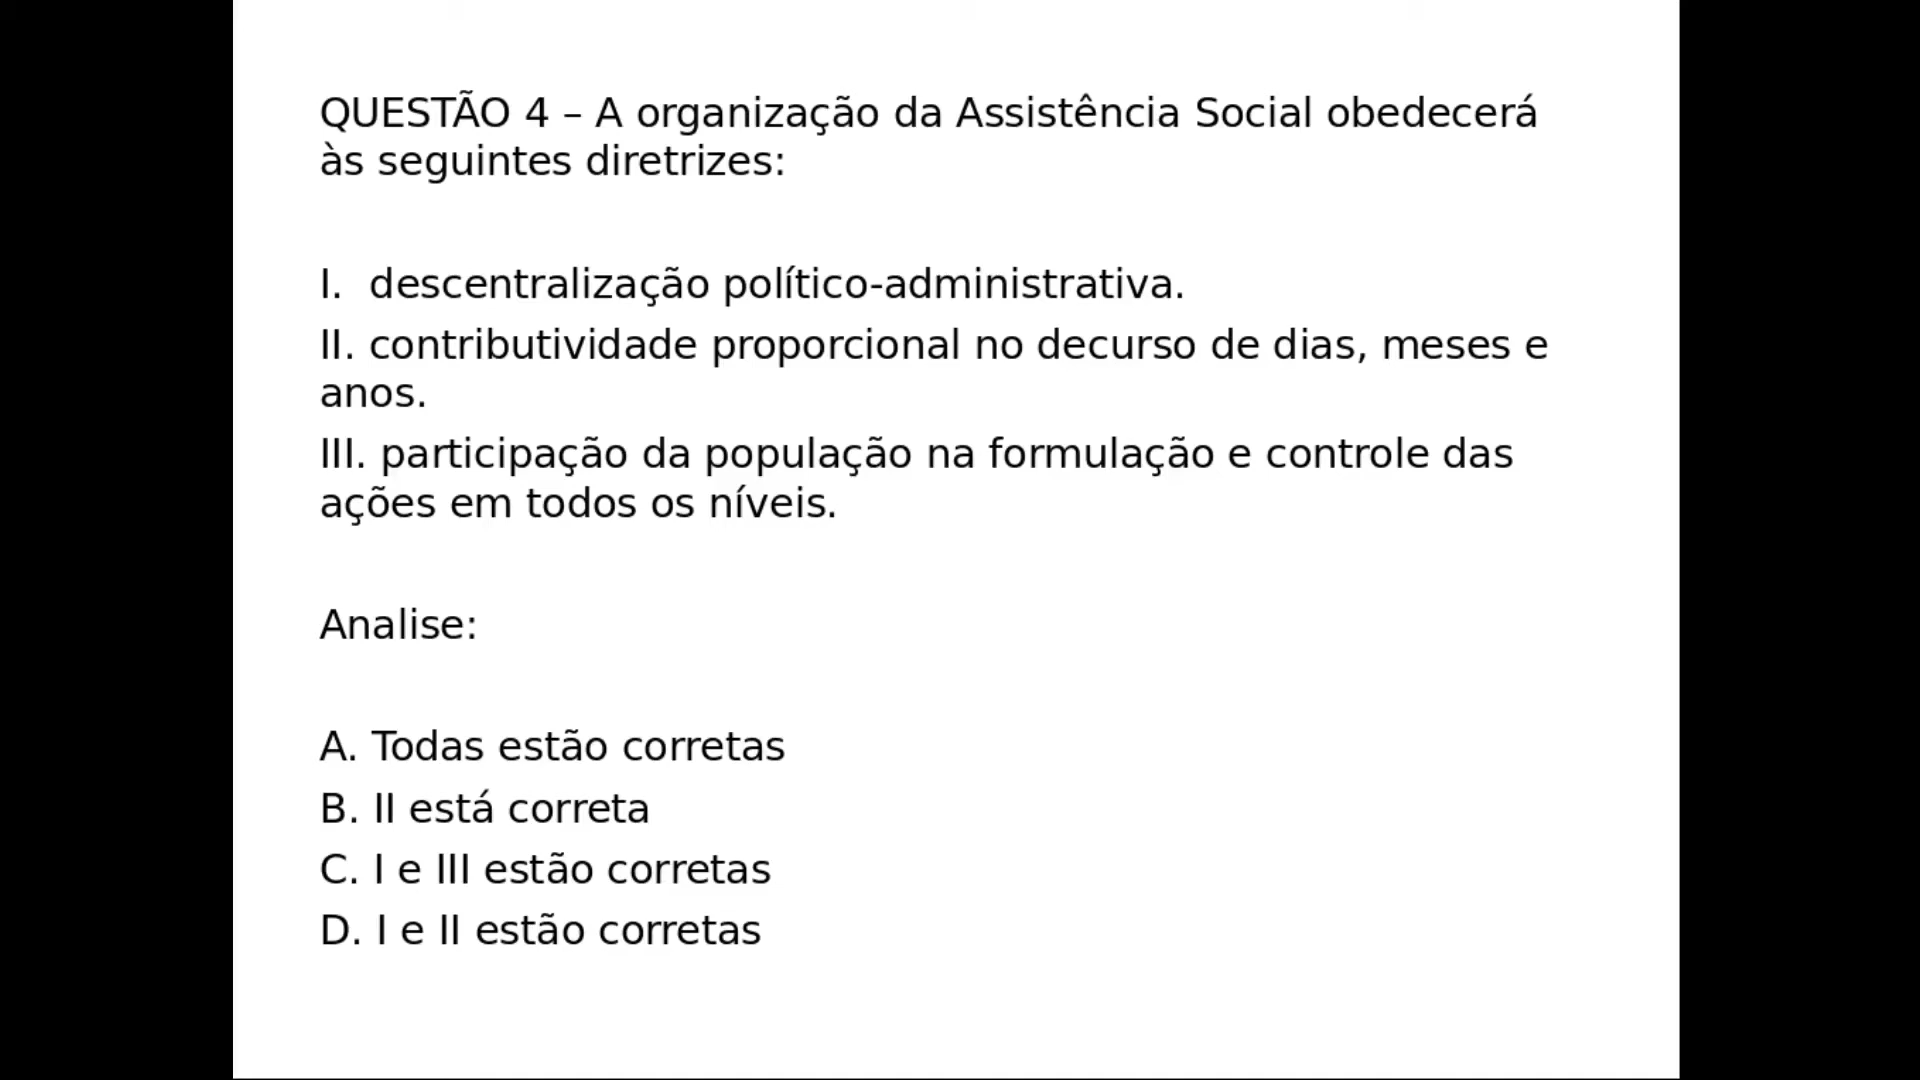 QUESTÃO 4 – A organização da Assistência Social obedecerá
às seguintes diretrizes:
I.  descentralização político-administrativa.
II. contributividade proporcional no decurso de dias, meses e
anos.
III. participação da população na formulação e controle das
ações em todos os níveis.
Analise:
A. Todas estão corretas
B. II está correta
C. I e III estão corretas
D. I e II estão corretas